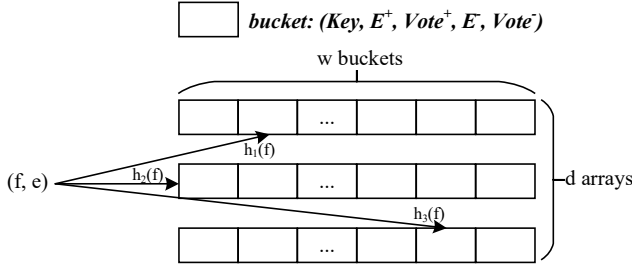 bucket: (Key, E⁺, Vote⁺, E⁻, Vote⁻)
w buckets
...
h₁(f)
(f, e)
h₂(f)
...
d arrays
h₃(f)
...